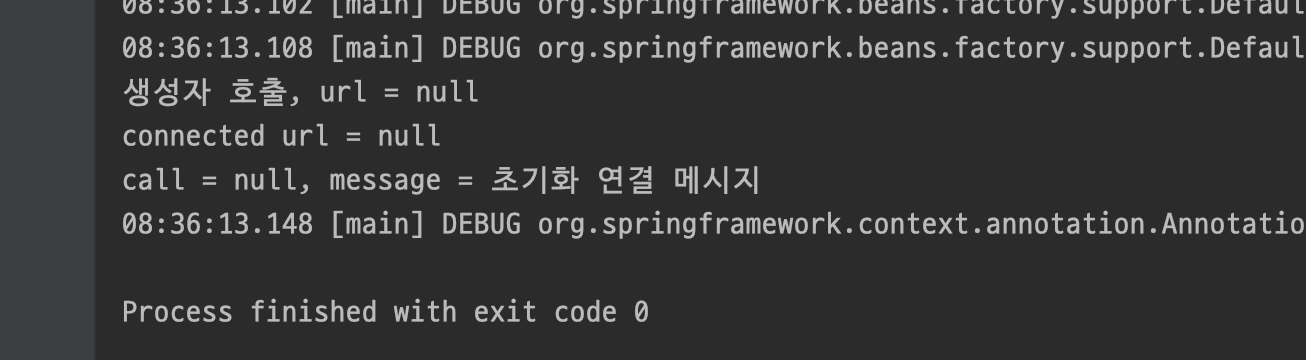 08:36:13.102 [main] DEBUG org.springframework.beans.factory.support.Defaul
08:36:13.108 [main] DEBUG org.springframework.beans.factory.support.Defaul
생성자 호출, url = null
connected url = null
call = null, message = 초기화 연결 메시지
08:36:13.148 [main] DEBUG org.springframework.context.annotation.Annotatio
Process finished with exit code 0